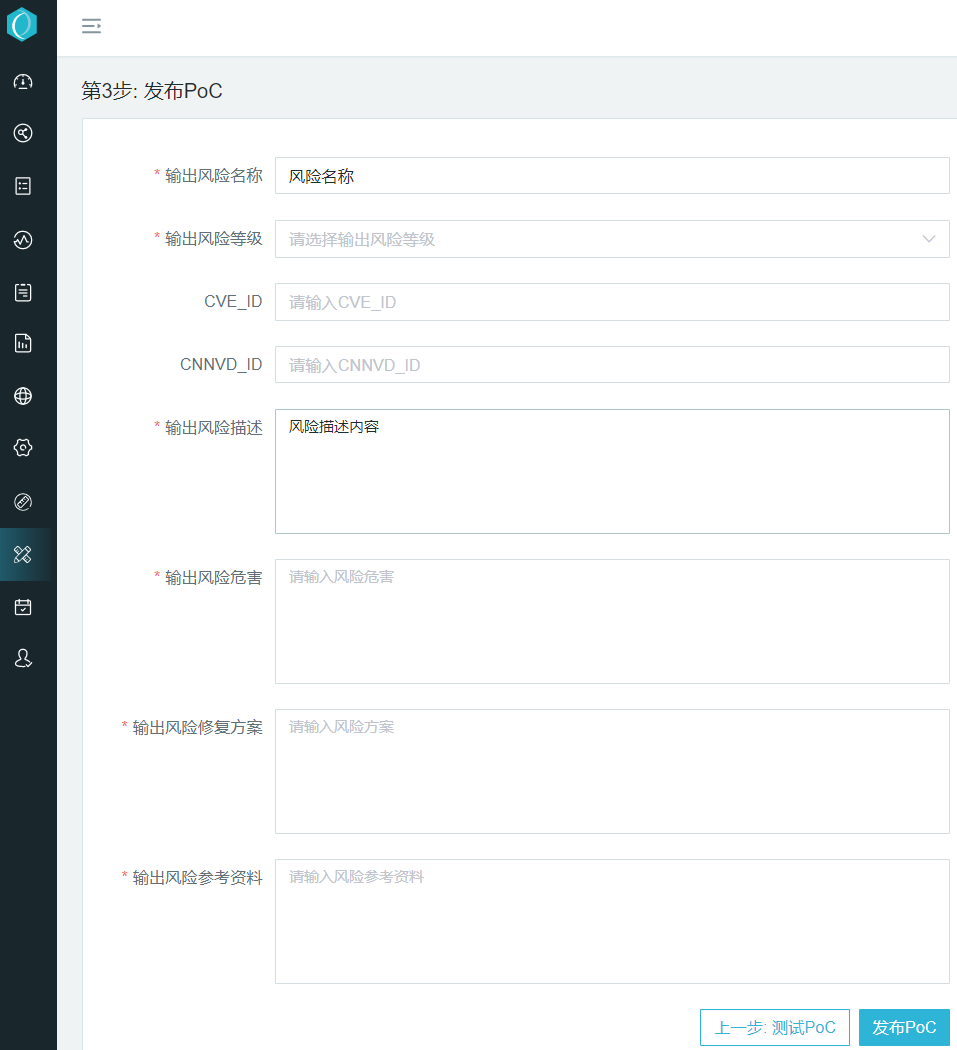 第3步: 发布PoC
* 输出风险名称 风险名称
* 输出风险等级 请选择输出风险等级
CVE_ID 请输入CVE_ID
CNNVD_ID 请输入CNNVD_ID
* 输出风险描述 风险描述内容
* 输出风险危害 请输入风险危害
* 输出风险修复方案 请输入风险方案
* 输出风险参考资料 请输入风险参考资料
上一步: 测试PoC 发布PoC